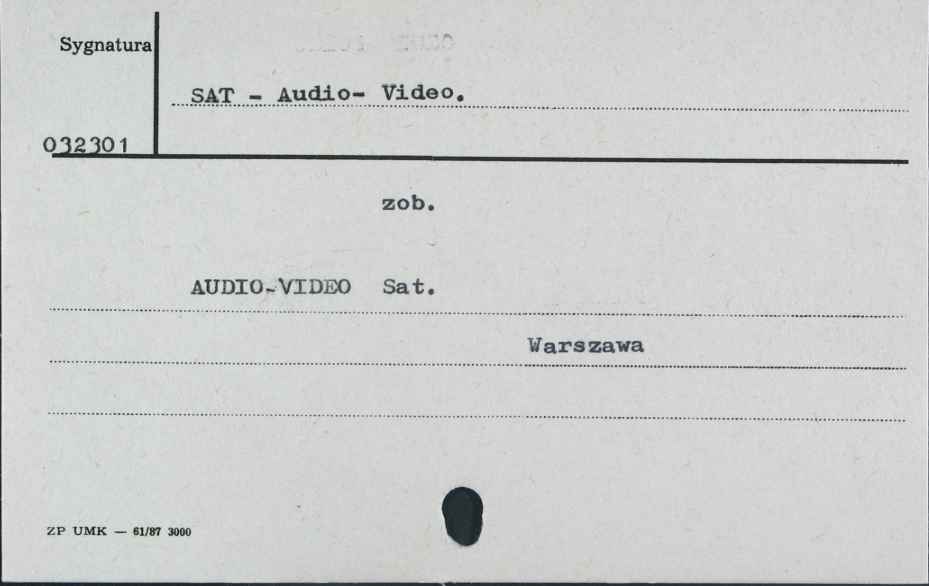 Sygnatura
SAT - Audio- Video.
032301
zob.
AUDIO-VIDEO Sat.
Warszawa
ZP UMK — 61/87 3000